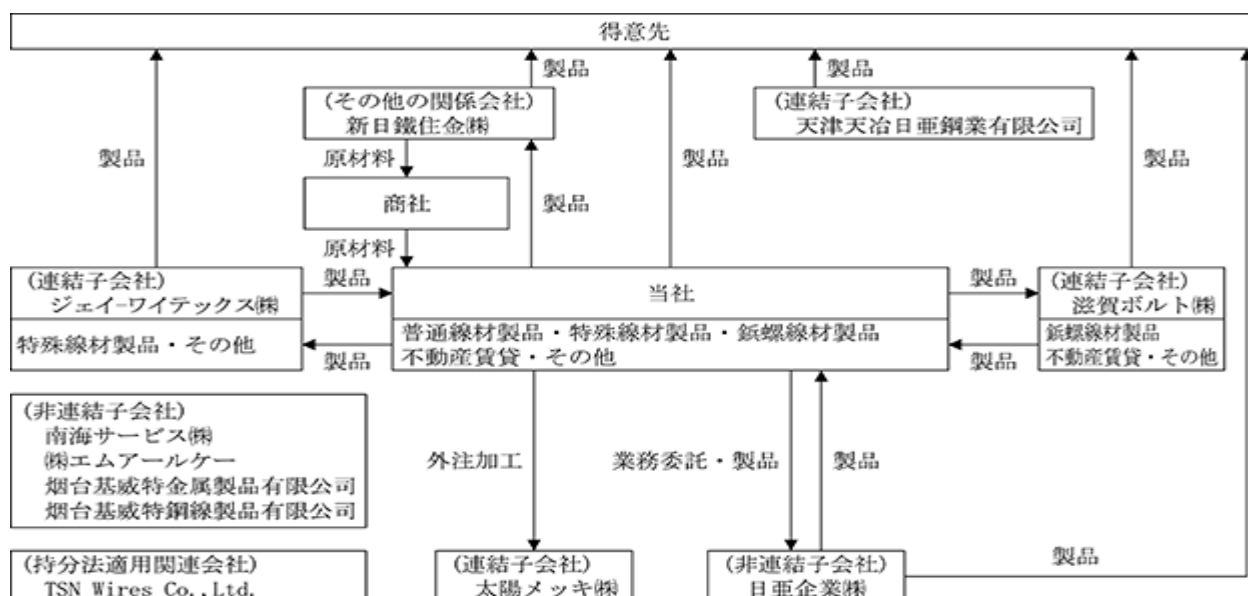 得意先
製品
製品
(その他の関係会社)
新日鐵住金㈱
(連結子会社)
天津天冶日亜鋼業有限公司
製品
原材料
製品
製品
製品
商社
原材料
(連結子会社)
ジェイ-ワイテックス㈱
特殊線材製品・その他
製品
製品
当社
普通線材製品・特殊線材製品・鋲螺線材製品
不動産賃貸・その他
製品
製品
(連結子会社)
滋賀ボルト㈱
鋲螺線材製品
不動産賃貸・その他
(非連結子会社)
南海サービス㈱
㈱エムアールケー
烟台基威特金属製品有限公司
烟台基威特鋼線製品有限公司
外注加工
業務委託・製品
製品
(持分法適用関連会社)
TSN Wires Co.,Ltd.
(連結子会社)
太陽メッキ㈱
(非連結子会社)
日亜企業㈱
製品